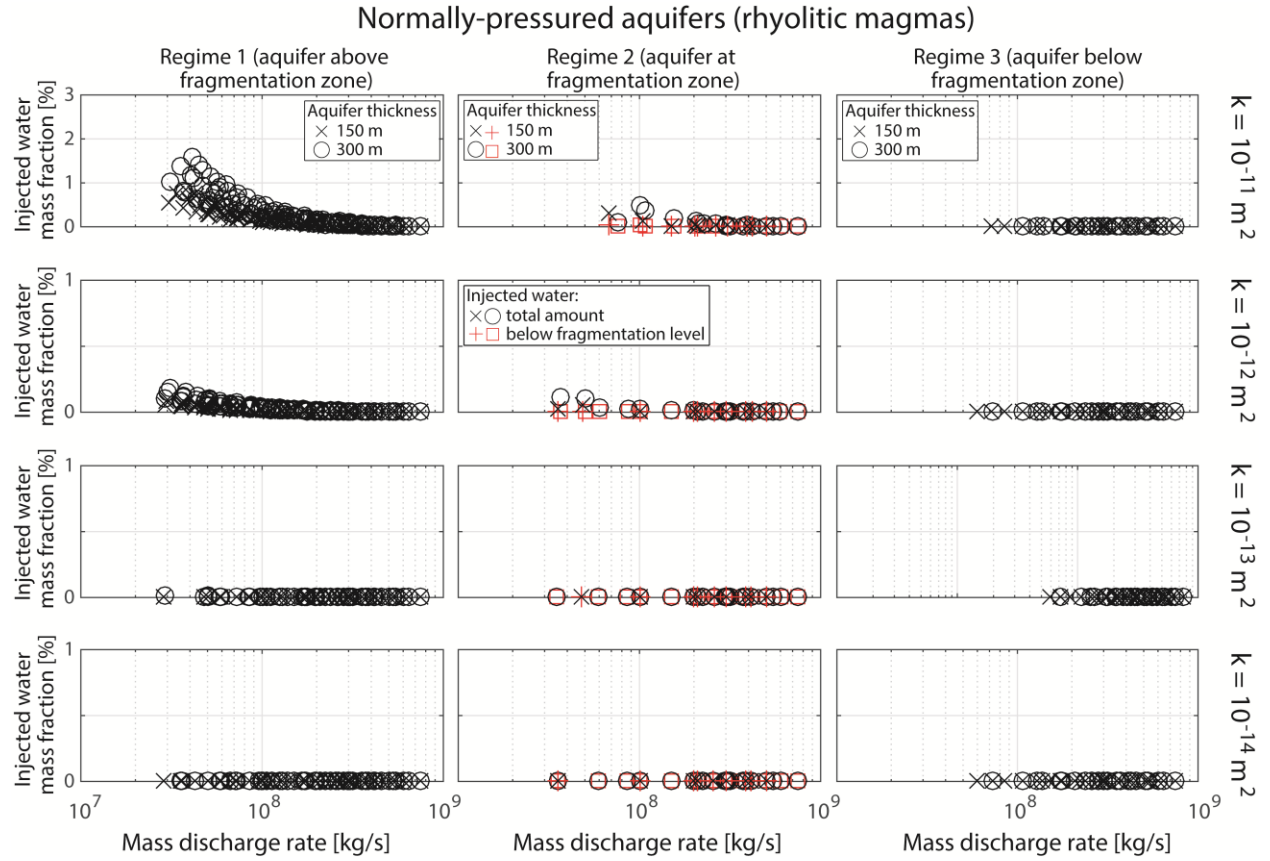 Normally-pressured aquifers (rhyolitic magmas)
Regime 1 (aquifer above
fragmentation zone)
Regime 2 (aquifer at
fragmentation zone)
Regime 3 (aquifer below
fragmentation zone)
Injected water
mass fraction [%]
3
2
1
0
Aquifer thickness
150 m
300 m
Aquifer thickness
150 m
300 m
Aquifer thickness
150 m
300 m
k = 10-11 m2
Injected water
mass fraction [%]
1
0
Injected water:
total amount
below fragmentation level
k = 10-12 m2
Injected water
mass fraction [%]
1
0
k = 10-13 m2
Injected water
mass fraction [%]
1
0
k = 10-14 m2
107 108 109 108 109 108 109
Mass discharge rate [kg/s] Mass discharge rate [kg/s] Mass discharge rate [kg/s]